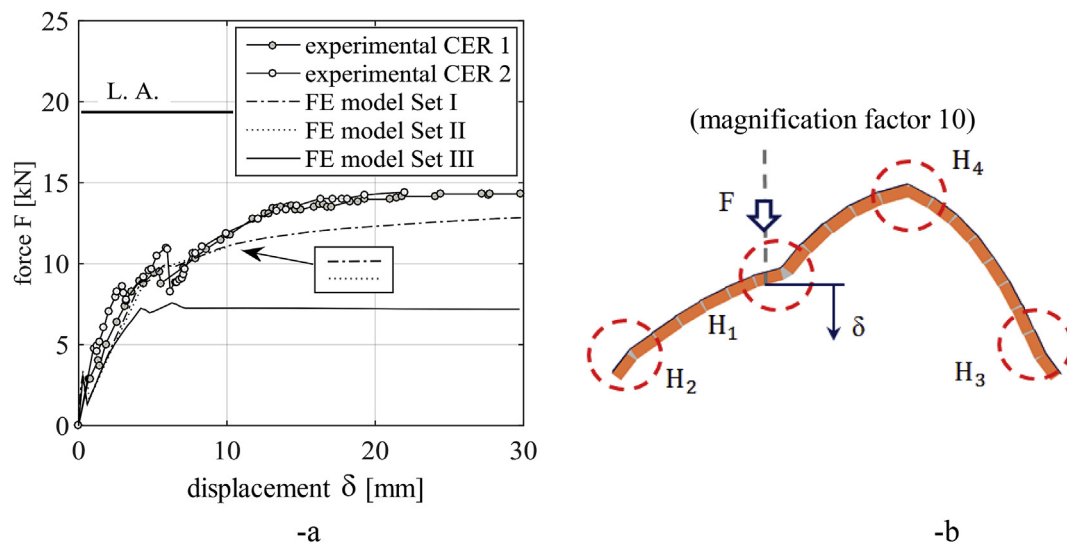 25
20
15
10
5
0
force F [kN]
0
10
20
30
displacement δ [mm]
L. A.
experimental CER 1
experimental CER 2
FE model Set I
FE model Set II
FE model Set III
-a
(magnification factor 10)
F
H4
H1
δ
H2
H3
-b